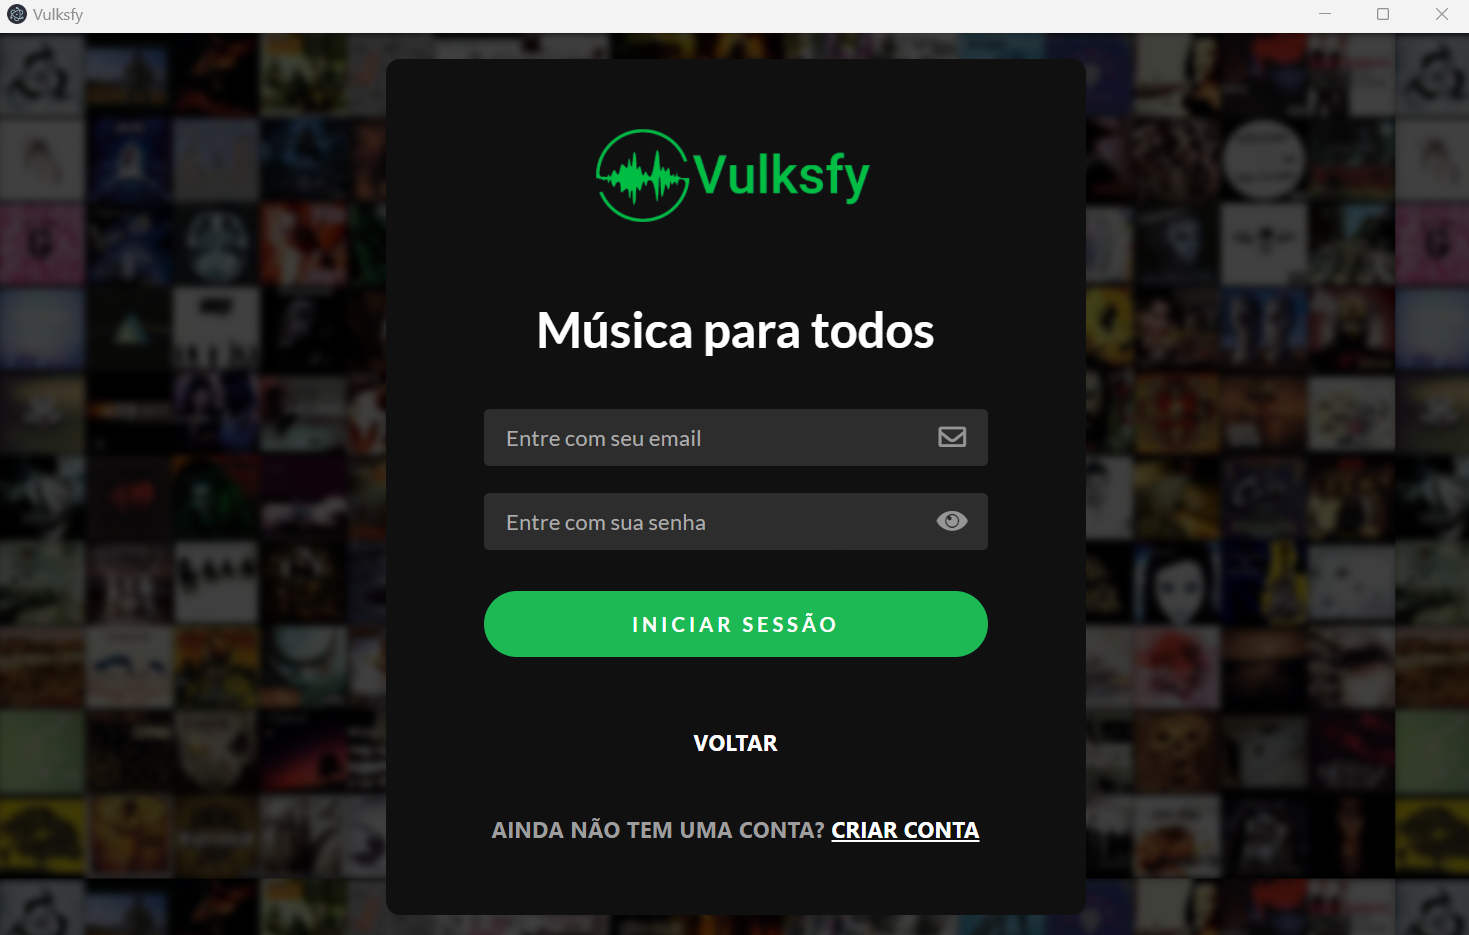 Vulksfy
Vulksfy
Música para todos
Entre com seu email
Entre com sua senha
INICIAR SESSÃO
VOLTAR
AINDA NÃO TEM UMA CONTA? CRIAR CONTA